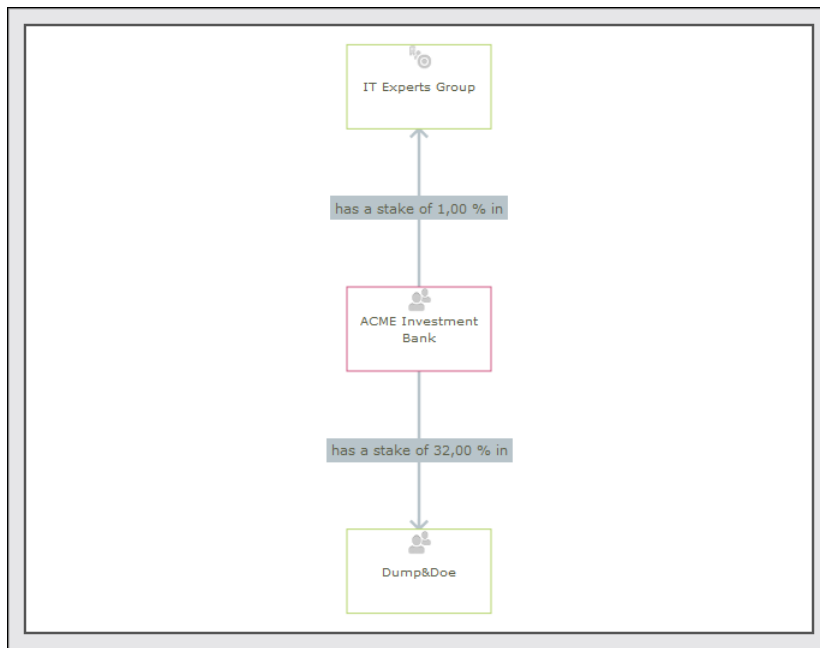 IT Experts Group
has a stake of 1,00 % in
ACME Investment
Bank
has a stake of 32,00 % in
Dump&Doe